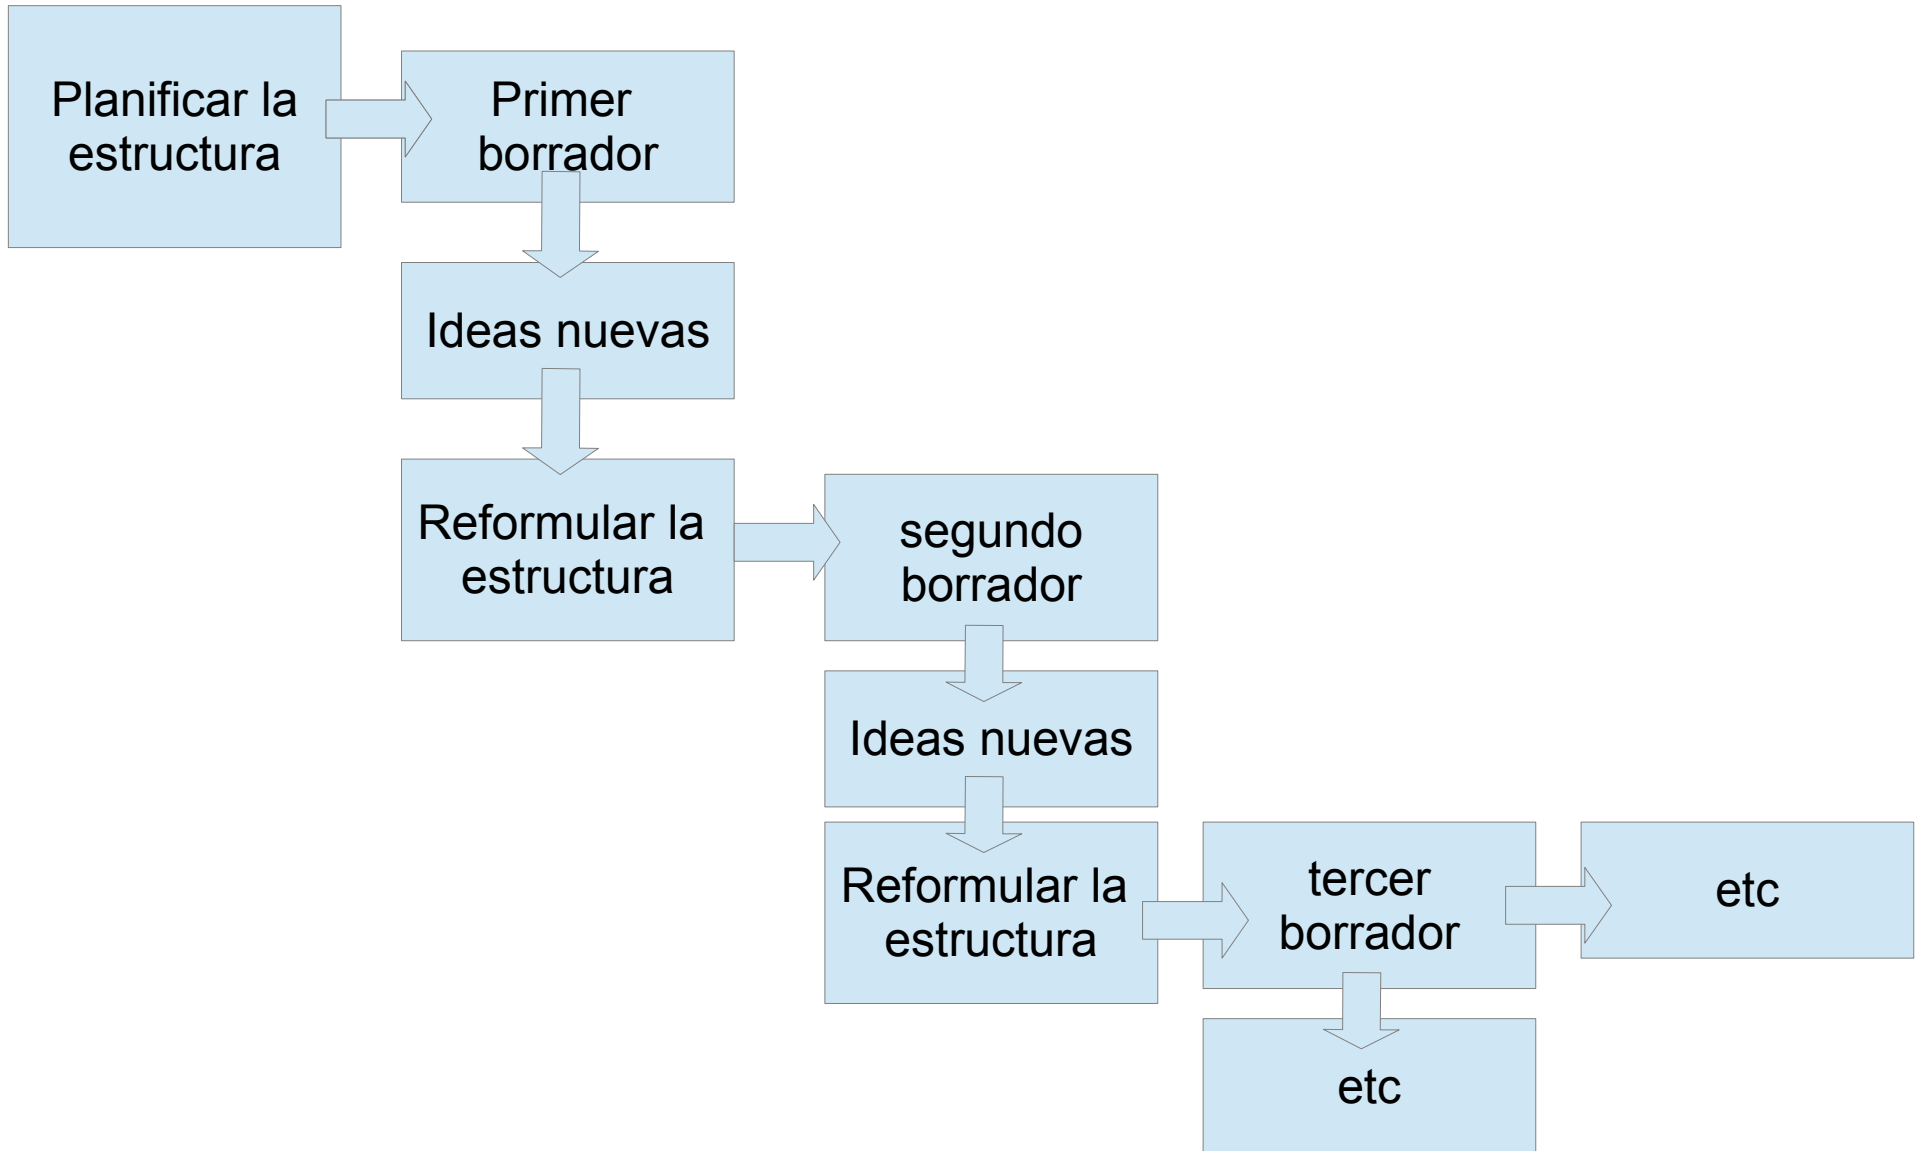 Planificar la
estructura
Primer
borrador
Ideas nuevas
Reformular la
estructura
segundo
borrador
Ideas nuevas
Reformular la
estructura
tercer
borrador
etc
etc